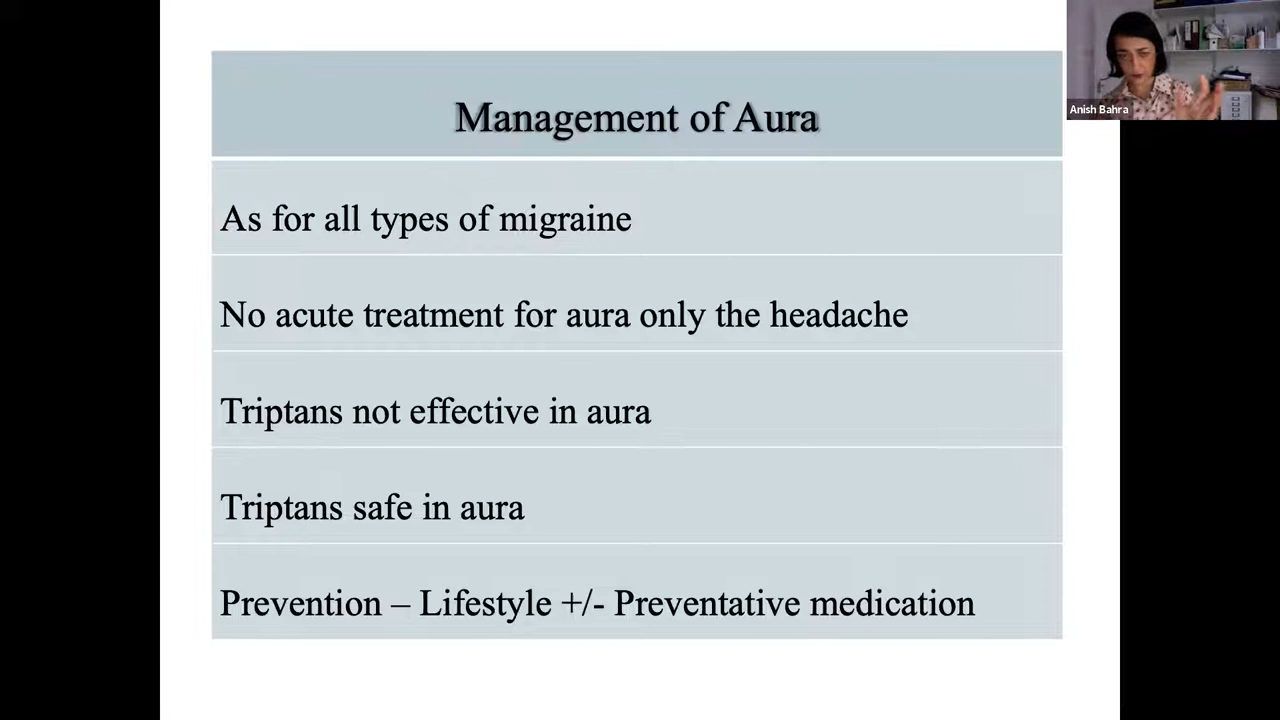 Management of Aura
Anish Bahra
As for all types of migraine
No acute treatment for aura only the headache
Triptans not effective in aura
Triptans safe in aura
Prevention – Lifestyle +/- Preventative medication